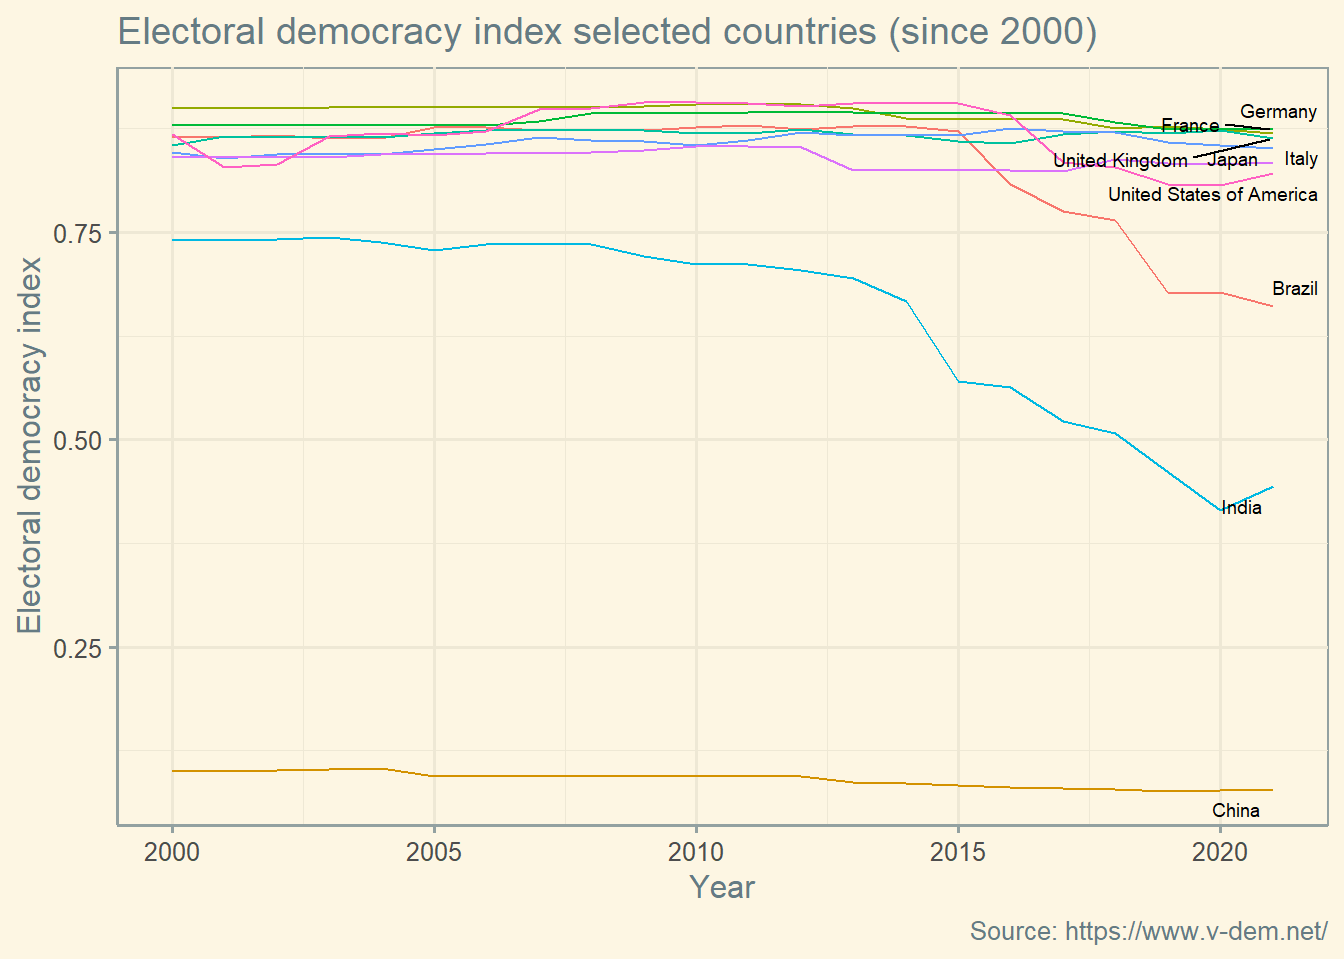 Electoral democracy index selected countries (since 2000)
Electoral democracy index
0.75
0.50
0.25
Germany
France
United Kingdom
Japan
Italy
United States of America
Brazil
India
China
2000
2005
2010
2015
2020
Year
Source: https://www.v-dem.net/